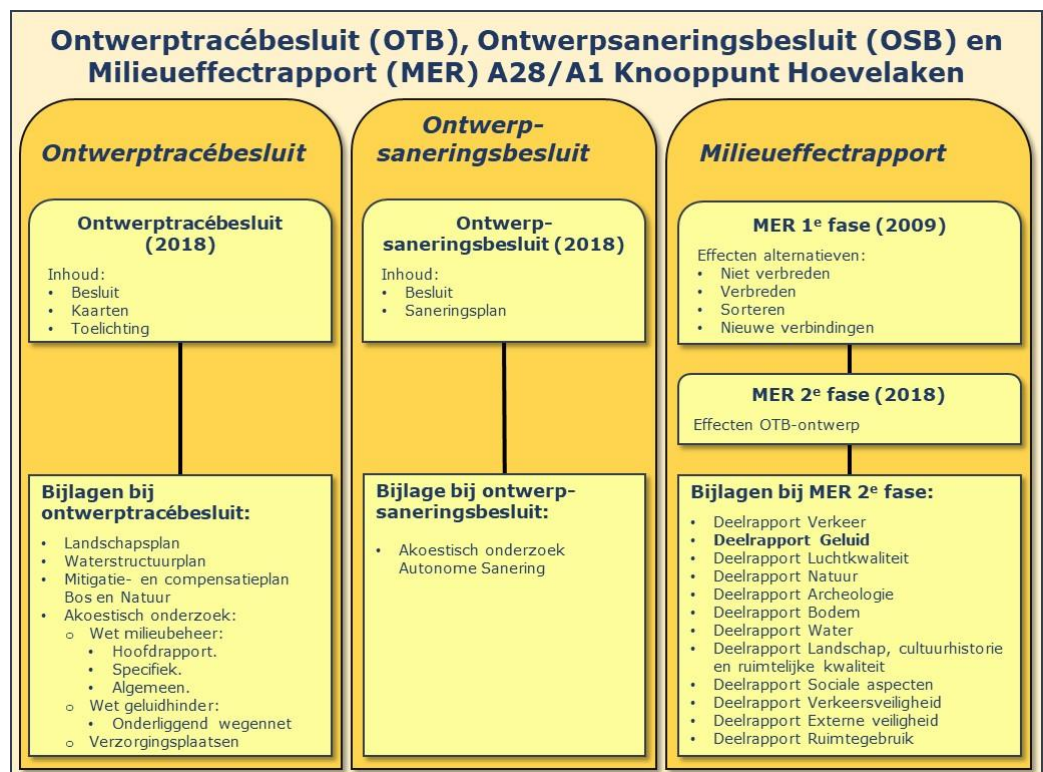 Ontwerptracébesluit (OTB), Ontwerpsaneringsbesluit (OSB) en
Milieueffectrapport (MER) A28/A1 Knooppunt Hoevelaken
Ontwerptracébesluit
Ontwerptracébesluit
(2018)
Inhoud:
• Besluit
• Kaarten
• Toelichting
Bijlagen bij
ontwerptracébesluit:
• Landschapsplan
• Waterstructuurplan
• Mitigatie- en compensatieplan
Bos en Natuur
• Akoestisch onderzoek:
o Wet milieubeheer:
• Hoofdrapport.
• Specifiek.
• Algemeen.
o Wet geluidhinder:
• Onderliggend wegennet
o Verzorgingsplaatsen
Ontwerp-
saneringsbesluit
Ontwerp-
saneringsbesluit (2018)
Inhoud:
• Besluit
• Saneringsplan
Bijlage bij ontwerp-
saneringsbesluit:
• Akoestisch onderzoek
Autonome Sanering
Milieueffectrapport
MER 1e fase (2009)
Effecten alternatieven:
• Niet verbreden
• Verbreden
• Sorteren
• Nieuwe verbindingen
MER 2e fase (2018)
Effecten OTB-ontwerp
Bijlagen bij MER 2e fase:
• Deelrapport Verkeer
• Deelrapport Geluid
• Deelrapport Luchtkwaliteit
• Deelrapport Natuur
• Deelrapport Archeologie
• Deelrapport Bodem
• Deelrapport Water
• Deelrapport Landschap, cultuurhistorie
en ruimtelijke kwaliteit
• Deelrapport Sociale aspecten
• Deelrapport Verkeersveiligheid
• Deelrapport Externe veiligheid
• Deelrapport Ruimtegebruik